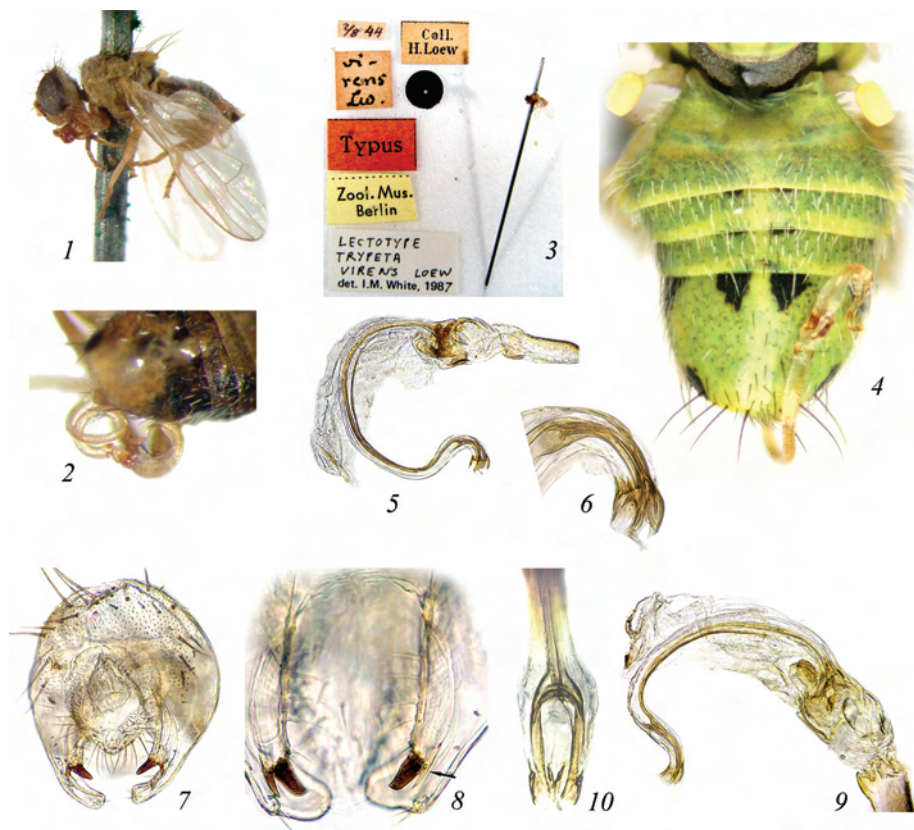 2/8 44
Coll.
H. Loew
vi-
rens
Lw.
Typus
Zool. Mus.
Berlin
LECTOTYPE
TRYPETA
VIRENS LOEW
det. I.M. White, 1987
1
3
4
2
5
6
7
8
10
9